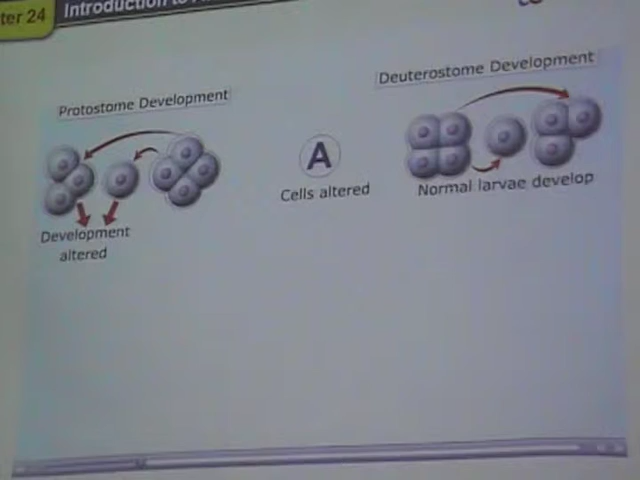 ter 24
Introduction to
Protostome Development
Deuterostome Development
A
Cells altered
Normal larvae develop
Development
altered